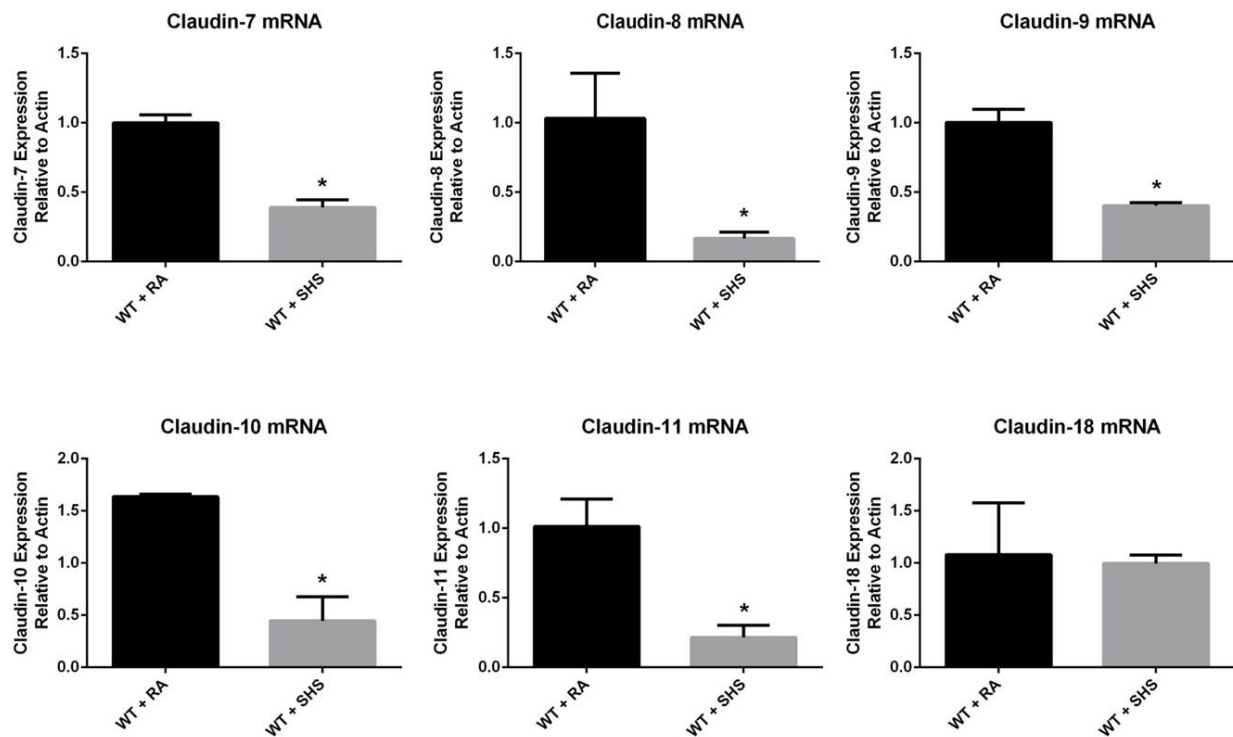 Claudin-7 mRNA
Claudin-7 Expression
Relative to Actin
1.5
1.0
0.5
0.0
*
WT + RA
WT + SHS
Claudin-8 mRNA
Claudin-8 Expression
Relative to Actin
1.5
1.0
0.5
0.0
*
WT + RA
WT + SHS
Claudin-9 mRNA
Claudin-9 Expression
Relative to Actin
1.5
1.0
0.5
0.0
*
WT + RA
WT + SHS
Claudin-10 mRNA
Claudin-10 Expression
Relative to Actin
2.0
1.5
1.0
0.5
0.0
*
WT + RA
WT + SHS
Claudin-11 mRNA
Claudin-11 Expression
Relative to Actin
1.5
1.0
0.5
0.0
*
WT + RA
WT + SHS
Claudin-18 mRNA
Claudin-18 Expression
Relative to Actin
2.0
1.5
1.0
0.5
0.0
WT + RA
WT + SHS